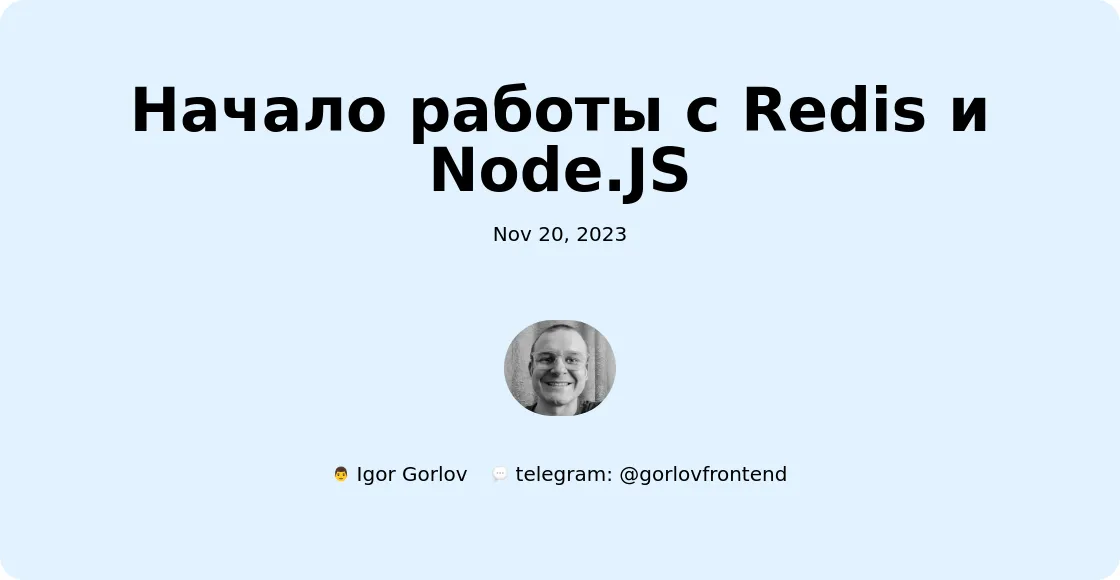 Начало работы с Redis и
Node.JS
Nov 20, 2023
👨 Igor Gorlov 💬 telegram: @gorlovfrontend